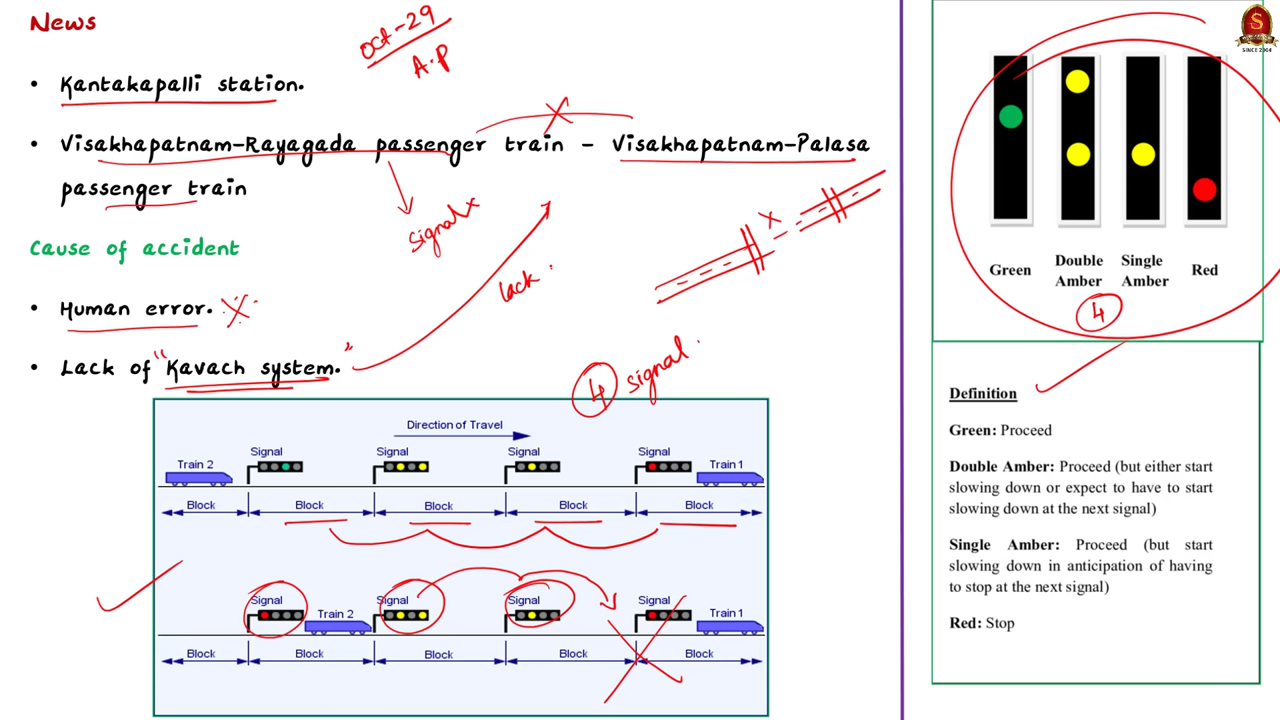 News
Oct-29
A.P
• Kantakapalli station.
• Visakhapatnam-Rayagada passenger train - Visakhapatnam-Palasa
passenger train
Signal
Cause of accident
• Human error.
lack
• Lack of "Kavach system."
4 signal
Direction of Travel
Signal Signal Signal Signal
Train 2 Train 1
Block Block Block Block Block
Signal Signal Signal Signal
Train 2 Train 1
Block Block Block Block Block
S
SINCE 2004
Green
Double
Amber
Single
Amber
Red
4
Definition
Green: Proceed
Double Amber: Proceed (but either start
slowing down or expect to have to start
slowing down at the next signal)
Single Amber: Proceed (but start
slowing down in anticipation of having
to stop at the next signal)
Red: Stop